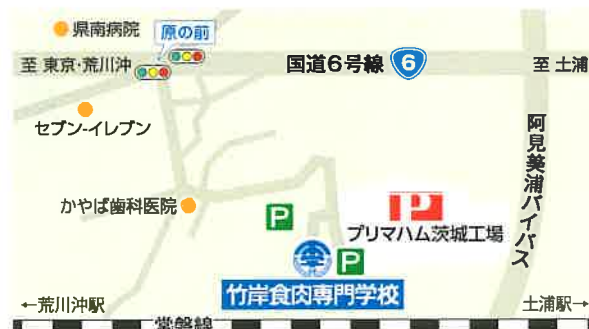 県南病院
原の前
至 東京・荒川沖
国道6号線 6
至 土浦
セブン-イレブン
阿見美浦バイパス
かやば歯科医院
P
P
プリマハム茨城工場
P
竹岸食肉専門学校
←荒川沖駅
土浦駅→
常磐線